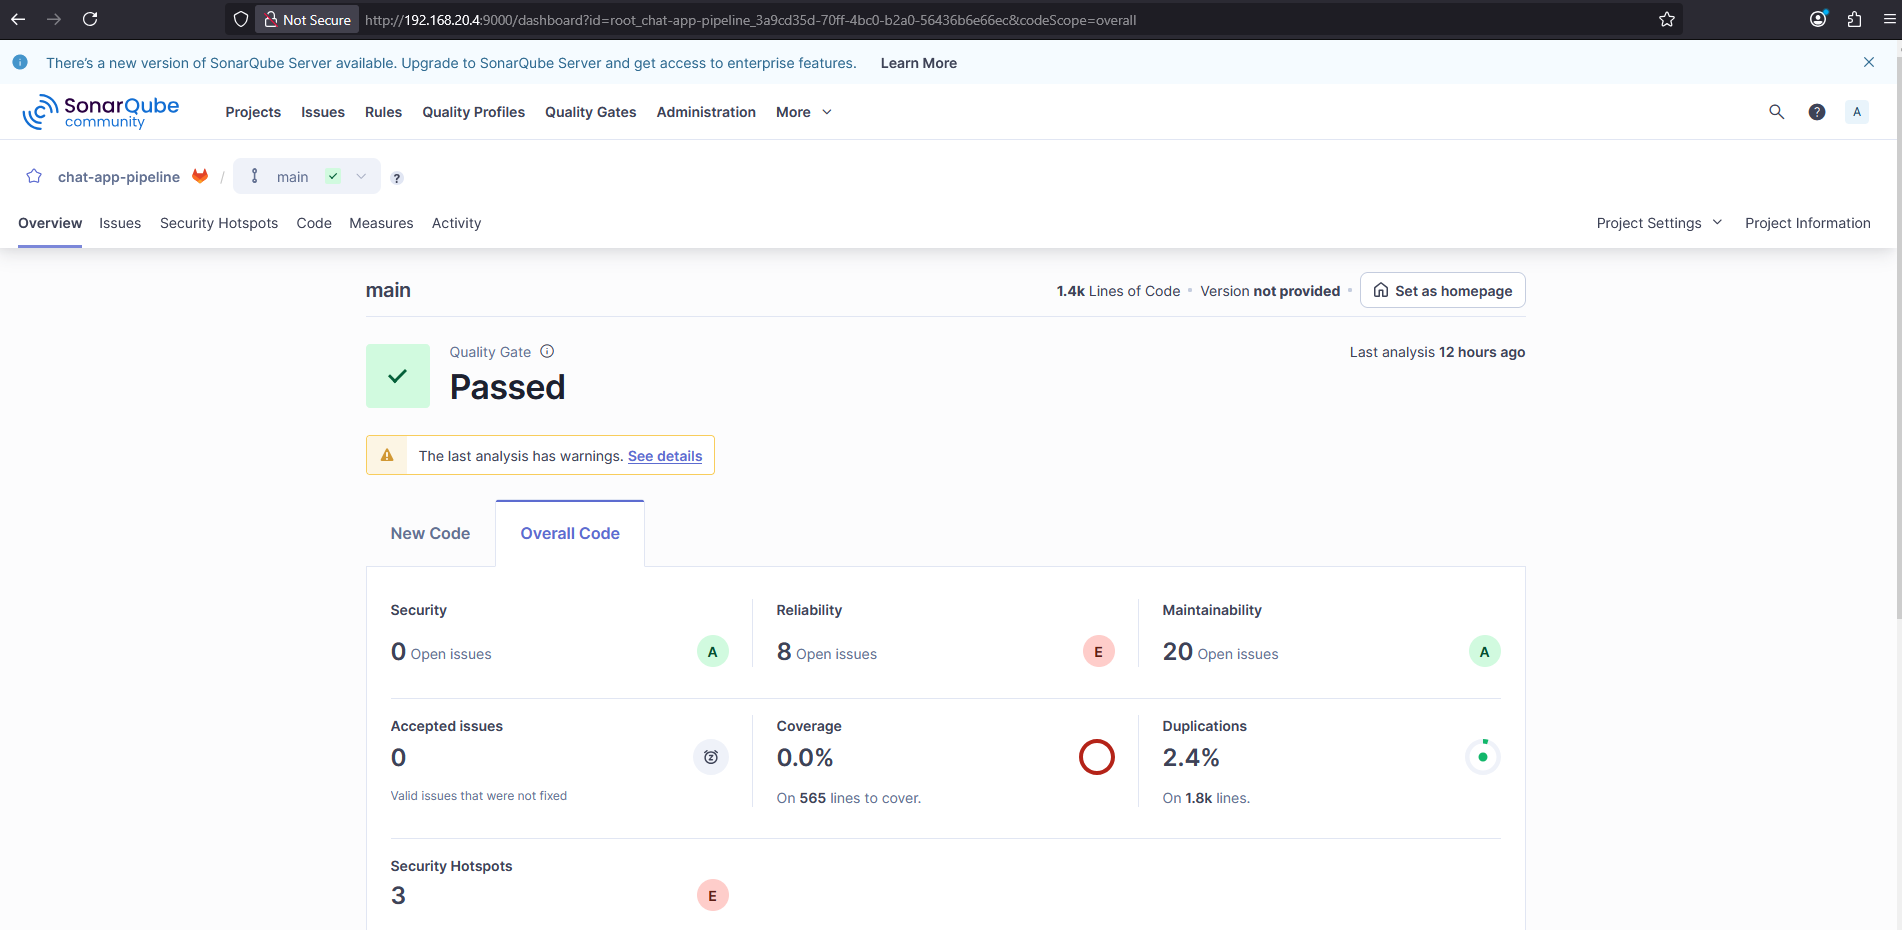 Not Secure http://192.168.20.4:9000/dashboard?id=root_chat-app-pipeline_3a9cd35d-70ff-4bc0-b2a0-56436b6e66ec&codeScope=overall
There's a new version of SonarQube Server available. Upgrade to SonarQube Server and get access to enterprise features. Learn More
SonarQube
community
Projects Issues Rules Quality Profiles Quality Gates Administration More ? A
chat-app-pipeline / main ?
Overview Issues Security Hotspots Code Measures Activity Project Settings Project Information
main 1.4k Lines of Code • Version not provided • Set as homepage
Quality Gate Last analysis 12 hours ago
Passed
The last analysis has warnings. See details
New Code Overall Code
Security Reliability Maintainability
0 Open issues A 8 Open issues E 20 Open issues A
Accepted issues Coverage Duplications
0 0.0% 2.4%
Valid issues that were not fixed On 565 lines to cover. On 1.8k lines.
Security Hotspots
3 E